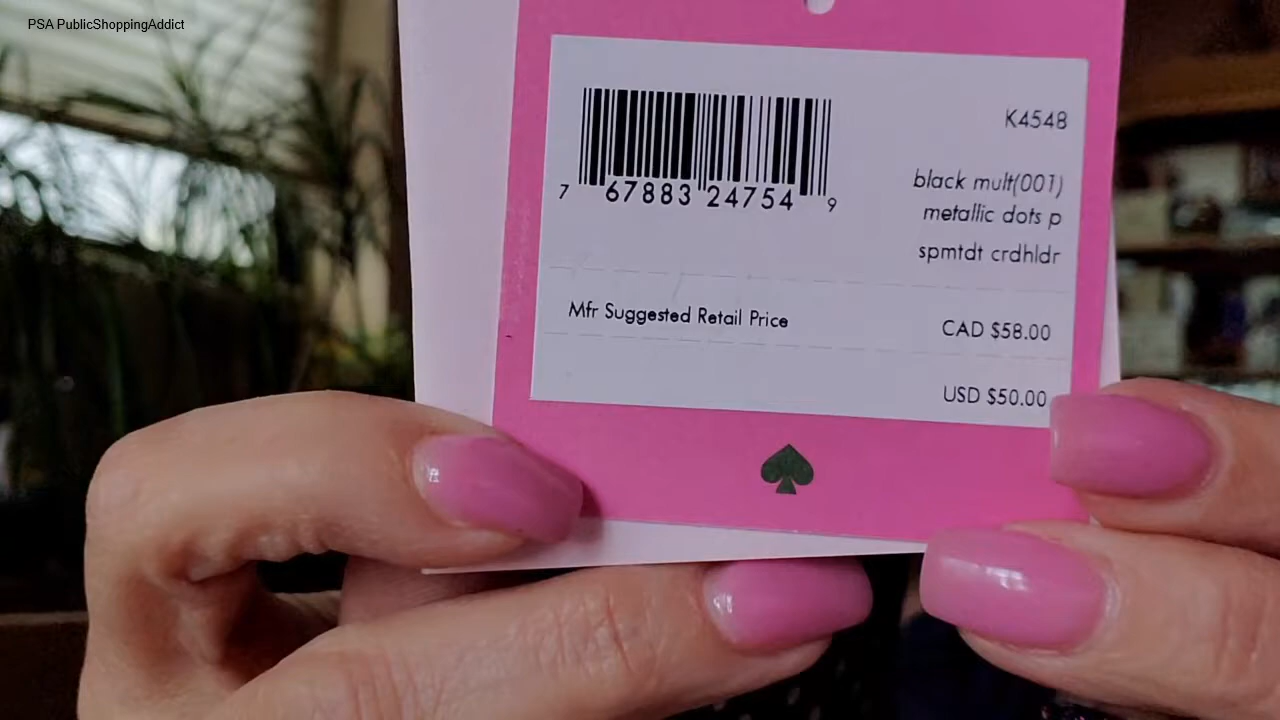 PSA PublicShoppingAddict
K4548
7 67883 24754 9
black mult(001)
metallic dots p
spmtdt crdhldr
Mfr Suggested Retail Price CAD $58.00
USD $50.00